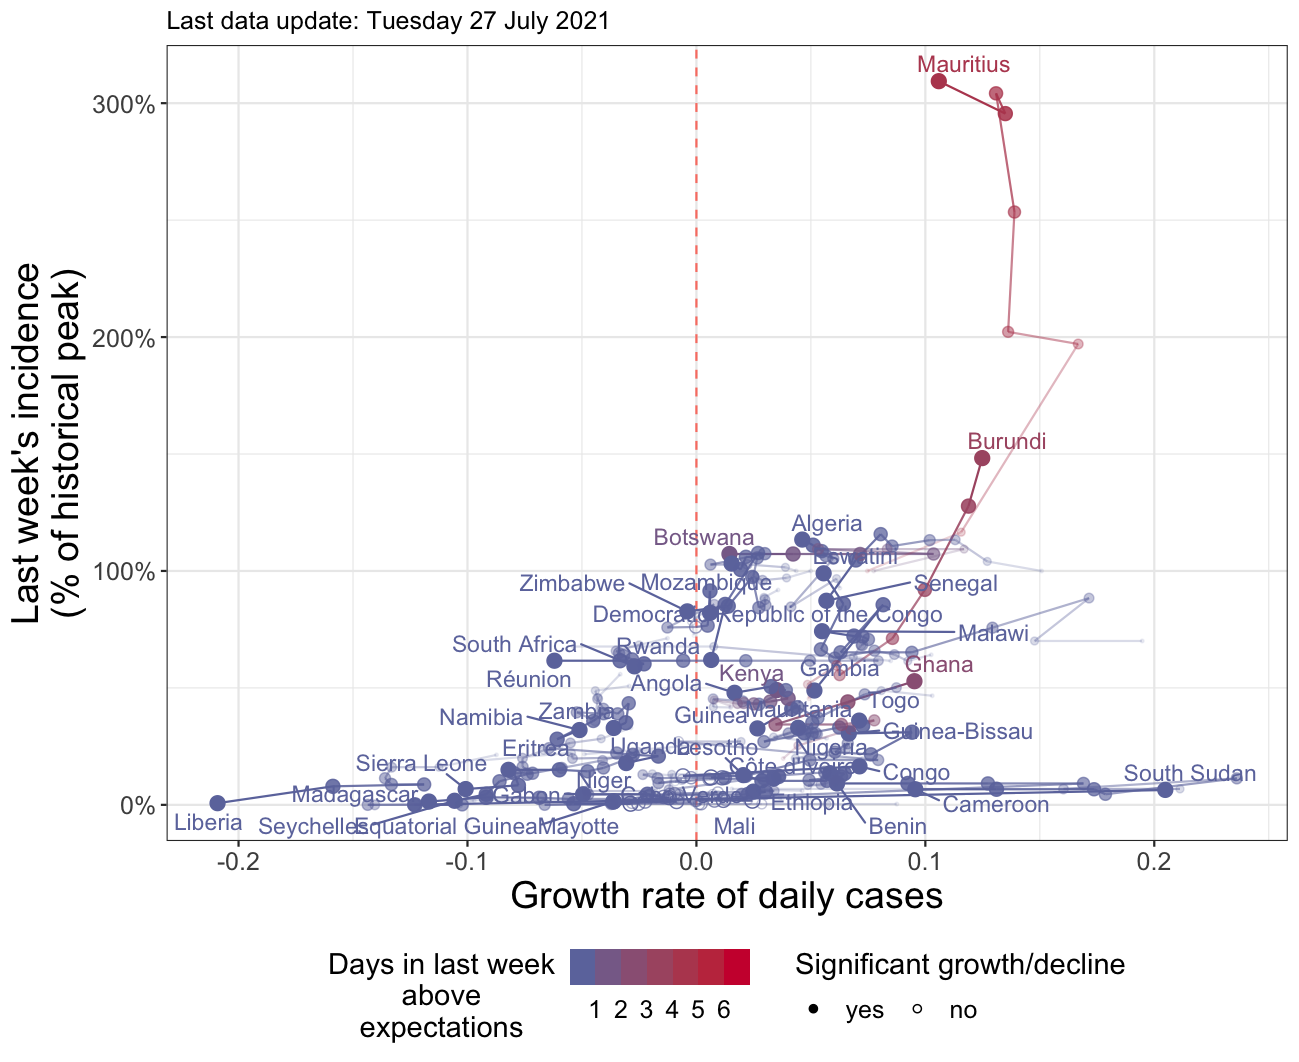 Last data update: Tuesday 27 July 2021
Last week's incidence
(% of historical peak)
300%
200%
100%
0%
Mauritius
Burundi
Algeria
Botswana
Eswatini
Zimbabwe
Mozambique
Senegal
Democratic Republic of the Congo
Malawi
South Africa
Rwanda
Gambia
Ghana
Réunion
Angola
Kenya
Togo
Namibia
Zambia
Guinea
Mauritania
Guinea-Bissau
Eritrea
Uganda
Lesotho
Nigeria
Sierra Leone
Côte d'Ivoire
Congo
South Sudan
Niger
Madagascar
Gabon
Ethiopia
Cameroon
Liberia
Seychelles
Equatorial Guinea
Mayotte
Mali
Benin
-0.2
-0.1
0.0
0.1
0.2
Growth rate of daily cases
Days in last week
above
expectations
1 2 3 4 5 6
Significant growth/decline
yes
no